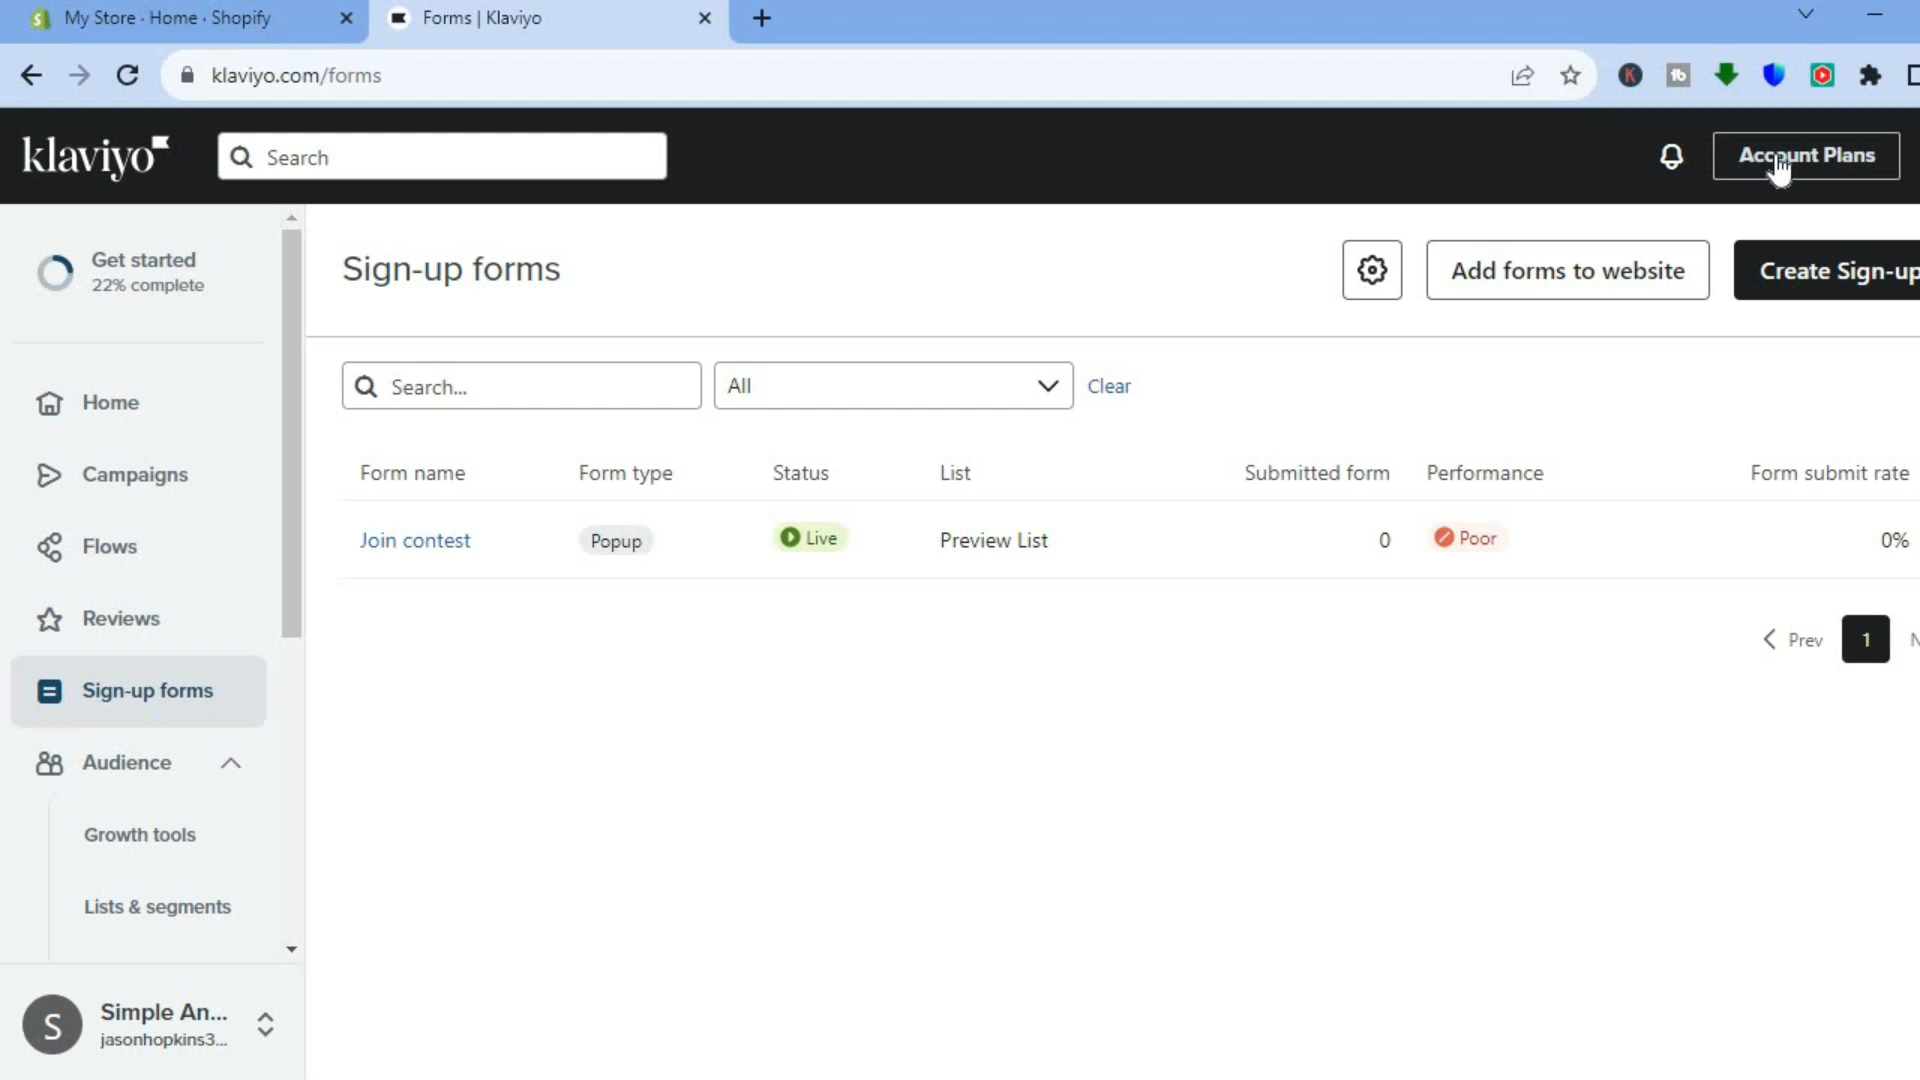 My Store · Home · Shopify
Forms | Klaviyo
klaviyo.com/forms
klaviyo
Search
Account Plans
Get started
22% complete
Sign-up forms
Add forms to website
Create Sign-up
Search...
All
Clear
Home
Campaigns
Flows
Reviews
Sign-up forms
Audience
Growth tools
Lists & segments
Form name Form type Status List Submitted form Performance Form submit rate
Join contest Popup Live Preview List 0 Poor 0%
Prev 1
S
Simple An...
jasonhopkins3...